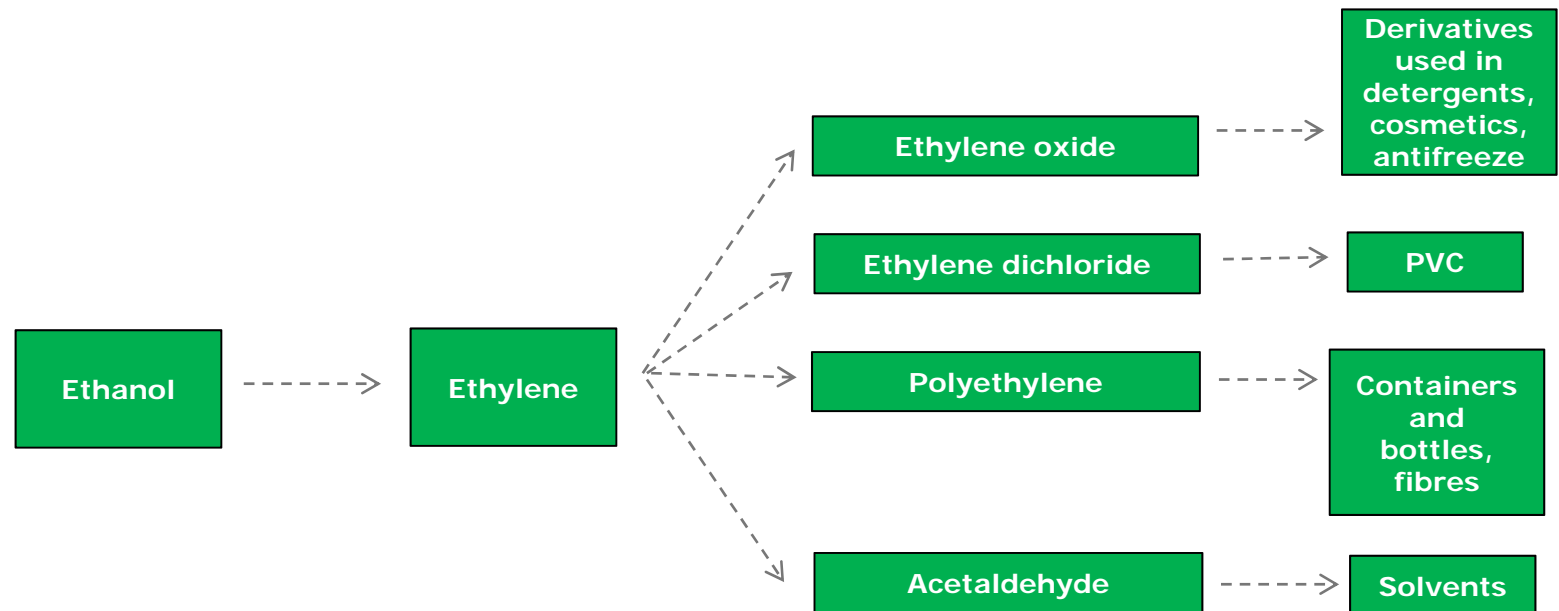 Ethanol
Ethylene
Ethylene oxide
Derivatives
used in
detergents,
cosmetics,
antifreeze
Ethylene dichloride
PVC
Polyethylene
Containers
and
bottles,
fibres
Acetaldehyde
Solvents